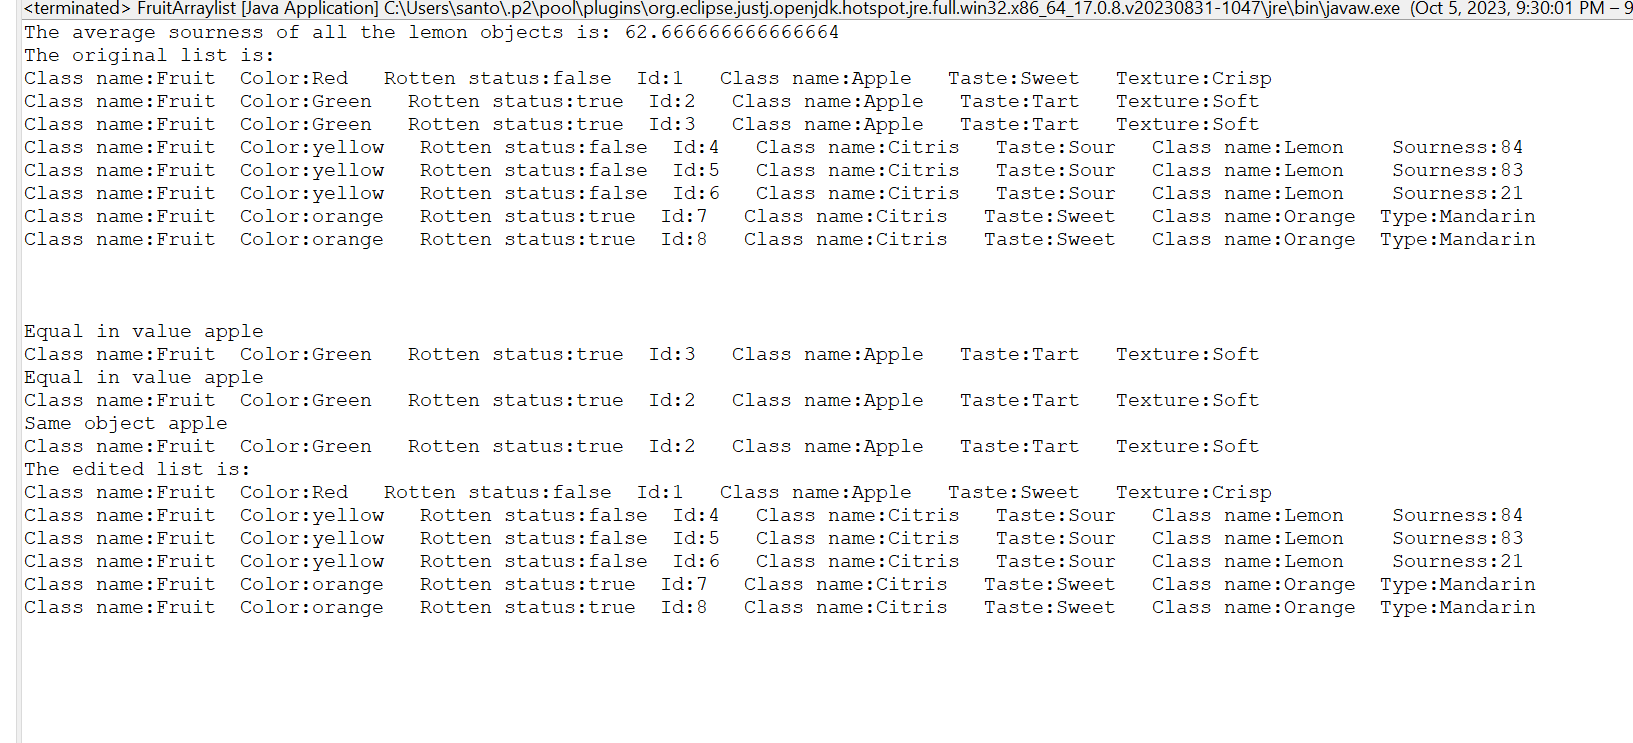 <terminated> FruitArraylist [Java Application] C:\Users\santo\.p2\pool\plugins\org.eclipse.justj.openjdk.hotspot.jre.full.win32.x86_64_17.0.8.v20230831-1047\jre\bin\javaw.exe (Oct 5, 2023, 9:30:01 PM – 9
The average sourness of all the lemon objects is: 62.666666666666664
The original list is:
Class name:Fruit  Color:Red   Rotten status:false  Id:1   Class name:Apple   Taste:Sweet   Texture:Crisp
Class name:Fruit  Color:Green   Rotten status:true  Id:2   Class name:Apple   Taste:Tart   Texture:Soft
Class name:Fruit  Color:Green   Rotten status:true  Id:3   Class name:Apple   Taste:Tart   Texture:Soft
Class name:Fruit  Color:yellow   Rotten status:false  Id:4   Class name:Citris   Taste:Sour   Class name:Lemon    Sourness:84
Class name:Fruit  Color:yellow   Rotten status:false  Id:5   Class name:Citris   Taste:Sour   Class name:Lemon    Sourness:83
Class name:Fruit  Color:yellow   Rotten status:false  Id:6   Class name:Citris   Taste:Sour   Class name:Lemon    Sourness:21
Class name:Fruit  Color:orange   Rotten status:true  Id:7   Class name:Citris   Taste:Sweet   Class name:Orange  Type:Mandarin
Class name:Fruit  Color:orange   Rotten status:true  Id:8   Class name:Citris   Taste:Sweet   Class name:Orange  Type:Mandarin
Equal in value apple
Class name:Fruit  Color:Green   Rotten status:true  Id:3   Class name:Apple   Taste:Tart   Texture:Soft
Equal in value apple
Class name:Fruit  Color:Green   Rotten status:true  Id:2   Class name:Apple   Taste:Tart   Texture:Soft
Same object apple
Class name:Fruit  Color:Green   Rotten status:true  Id:2   Class name:Apple   Taste:Tart   Texture:Soft
The edited list is:
Class name:Fruit  Color:Red   Rotten status:false  Id:1   Class name:Apple   Taste:Sweet   Texture:Crisp
Class name:Fruit  Color:yellow   Rotten status:false  Id:4   Class name:Citris   Taste:Sour   Class name:Lemon    Sourness:84
Class name:Fruit  Color:yellow   Rotten status:false  Id:5   Class name:Citris   Taste:Sour   Class name:Lemon    Sourness:83
Class name:Fruit  Color:yellow   Rotten status:false  Id:6   Class name:Citris   Taste:Sour   Class name:Lemon    Sourness:21
Class name:Fruit  Color:orange   Rotten status:true  Id:7   Class name:Citris   Taste:Sweet   Class name:Orange  Type:Mandarin
Class name:Fruit  Color:orange   Rotten status:true  Id:8   Class name:Citris   Taste:Sweet   Class name:Orange  Type:Mandarin